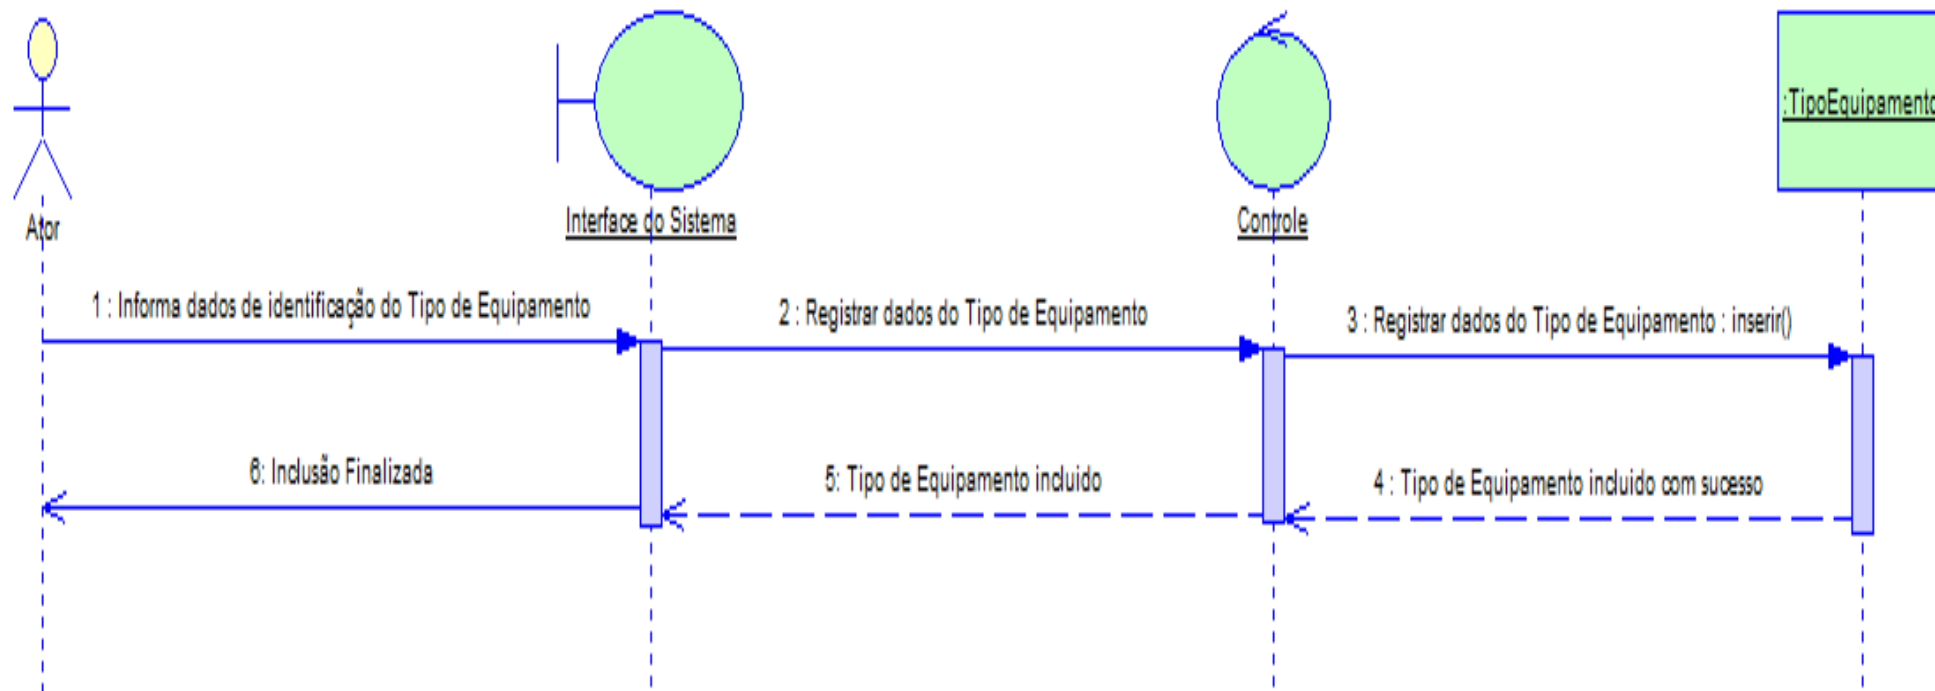 :TipoEquipamento
Ator
Interface do Sistema
Controle
1 : Informa dados de identificação do Tipo de Equipamento
2 : Registrar dados do Tipo de Equipamento
3 : Registrar dados do Tipo de Equipamento : inserir()
6: Inclusão Finalizada
5: Tipo de Equipamento incluido
4 : Tipo de Equipamento incluido com sucesso